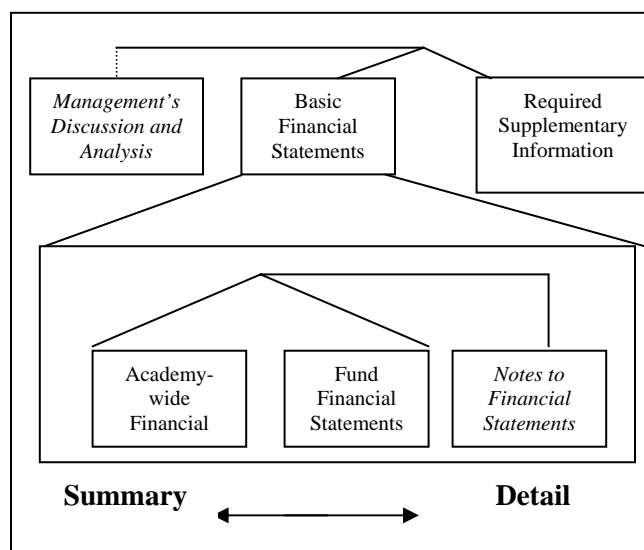 Management's
Discussion and
Analysis
Basic
Financial
Statements
Required
Supplementary
Information
Academy-
wide
Financial
Fund
Financial
Statements
Notes to
Financial
Statements
Summary
Detail